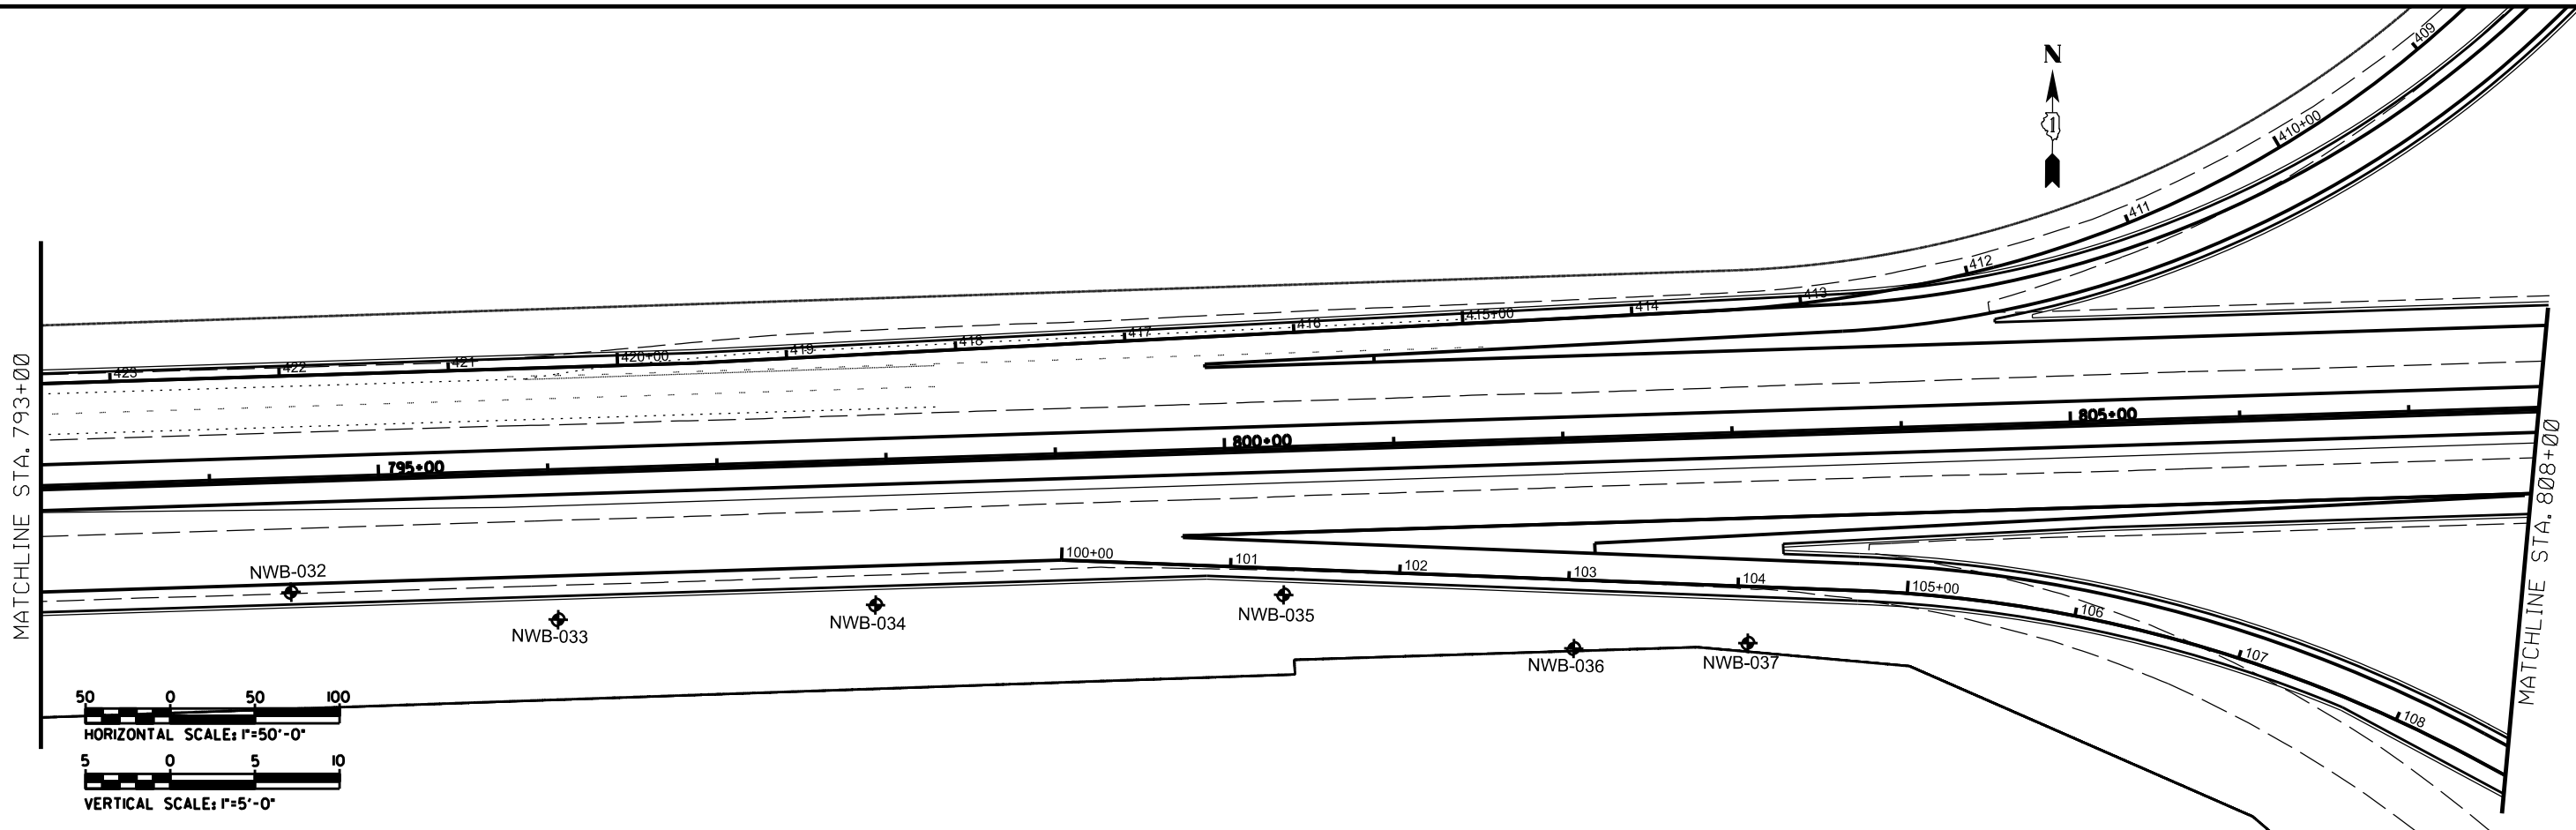 N
409
410+00
411
412
413
414
415+00
416
417
418
419
420+00
421
422
423
MATCHLINE STA. 793+00
795+00
800+00
805+00
MATCHLINE STA. 808+00
100+00
101
102
103
104
105+00
106
107
108
NWB-032
NWB-033
NWB-034
NWB-035
NWB-036
NWB-037
50 0 50 100
HORIZONTAL SCALE: 1"=50'-0"
5 0 5 10
VERTICAL SCALE: 1"=5'-0"